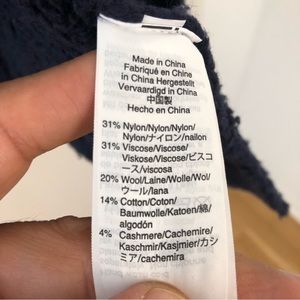 Made in China
Fabriqué en Chine
in China Hergestellt
Vervaardigd in China
中国製
Hecho en China
31% Nylon/Nylon/Nylon/
Nylon/ナイロン/nailon
31% Viscose/Viscose/
Viskose/Viscose/ビスコ
ース/viscosa
20% Wool/Laine/Wolle/Wol/
ウール/lana
14% Cotton/Coton/
Baumwolle/Katoen/綿/
algodón
4% Cashmere/Cachemire/
Kaschmir/Kasjmier/カシ
ミア/cachemira